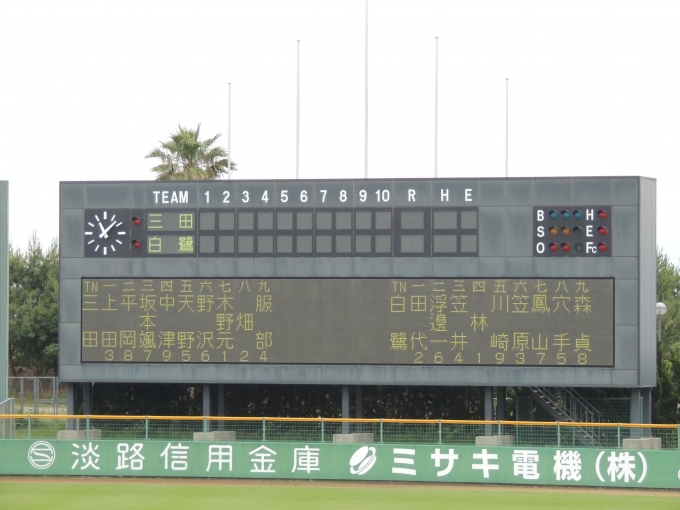 TEAM 1 2 3 4 5 6 7 8 9 10 R H E
三田
白鷺
B H
S E
O Fc
TN 一 二 三 四 五 六 七 八 九
三 上 平 坂 中 天 野 木 服
本 野 畑
田 田 岡 颯 津 野 沢 元 部
3 8 7 9 5 6 1 2 4
TN 一 二 三 四 五 六 七 八 九
白 田 浮 笠 川 笠 鳳 穴 森
邊 林
鷺 代 一 井 崎 原 山 手 貞
2 6 4 1 9 3 7 5 8
淡路信用金庫 ミサキ電機(株)